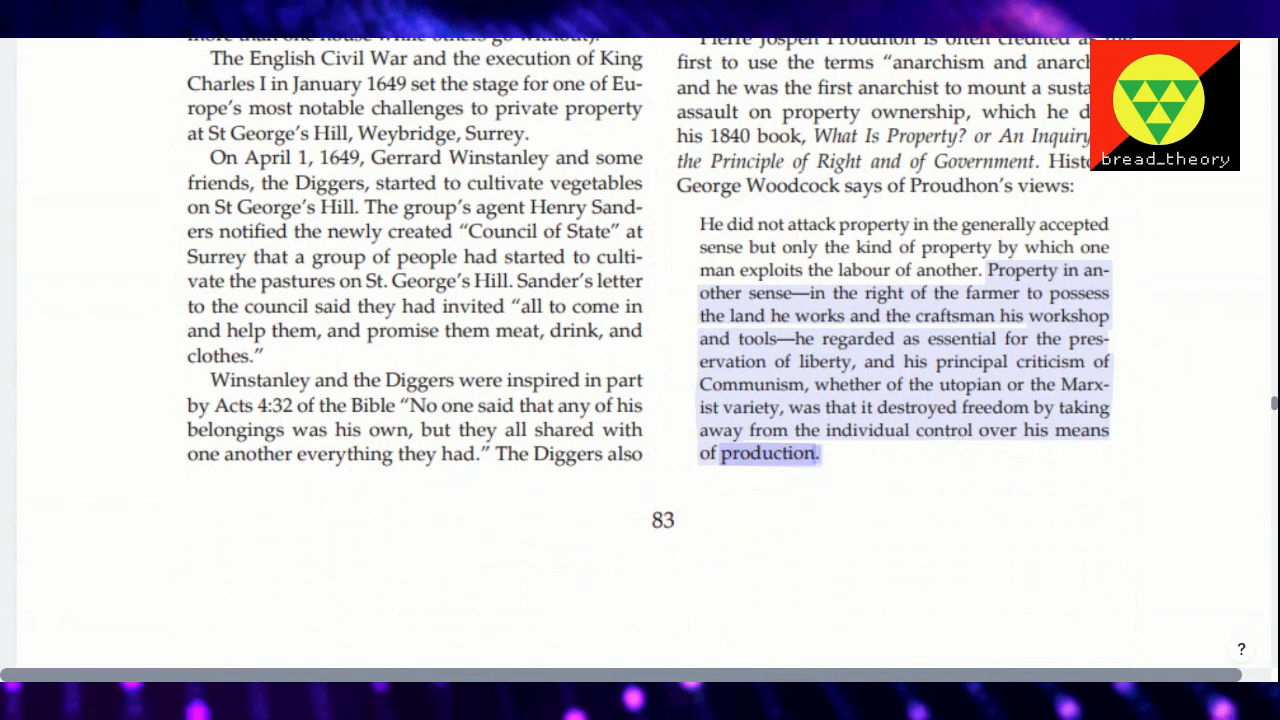 more than one house while others go without).
The English Civil War and the execution of King
Charles I in January 1649 set the stage for one of Eu-
rope's most notable challenges to private property
at St George's Hill, Weybridge, Surrey.
On April 1, 1649, Gerrard Winstanley and some
friends, the Diggers, started to cultivate vegetables
on St George's Hill. The group's agent Henry Sand-
ers notified the newly created “Council of State” at
Surrey that a group of people had started to culti-
vate the pastures on St. George's Hill. Sander's letter
to the council said they had invited “all to come in
and help them, and promise them meat, drink, and
clothes.”
Winstanley and the Diggers were inspired in part
by Acts 4:32 of the Bible “No one said that any of his
belongings was his own, but they all shared with
one another everything they had.” The Diggers also
Pierre Jospeh Proudhon is often credited as
first to use the terms “anarchism and
and he was the first anarchist to mount a
assault on property ownership, which he
his 1840 book, What Is Property? or An Inquiry
the Principle of Right and of Government.
George Woodcock says of Proudhon's views:
He did not attack property in the generally accepted
sense but only the kind of property by which one
man exploits the labour of another. Property in an-
other sense—in the right of the farmer to possess
the land he works and the craftsman his workshop
and tools—he regarded as essential for the pres-
ervation of liberty, and his principal criticism of
Communism, whether of the utopian or the Marx-
ist variety, was that it destroyed freedom by taking
away from the individual control over his means
of production.
83
bread_theory
?